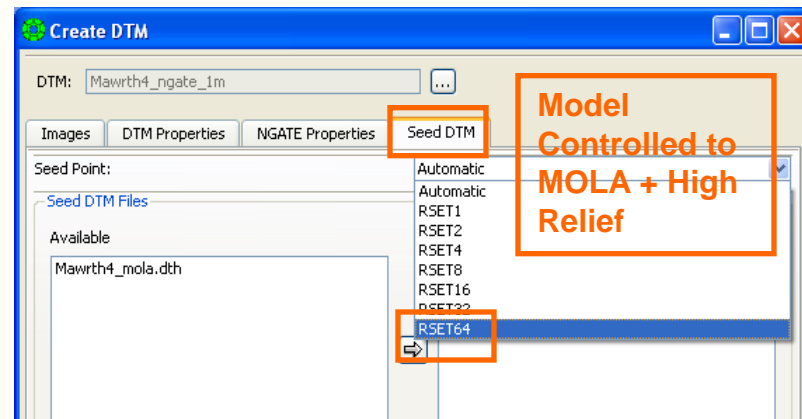 Create DTM
DTM: Mawrth4_ngate_1m ...
Images DTM Properties NGATE Properties Seed DTM
Seed Point: Automatic
Seed DTM Files
Available
Mawrth4_mola.dth
Automatic
RSET1
RSET2
RSET4
RSET8
RSET16
RSET32
RSET64
Model
Controlled to
MOLA + High
Relief